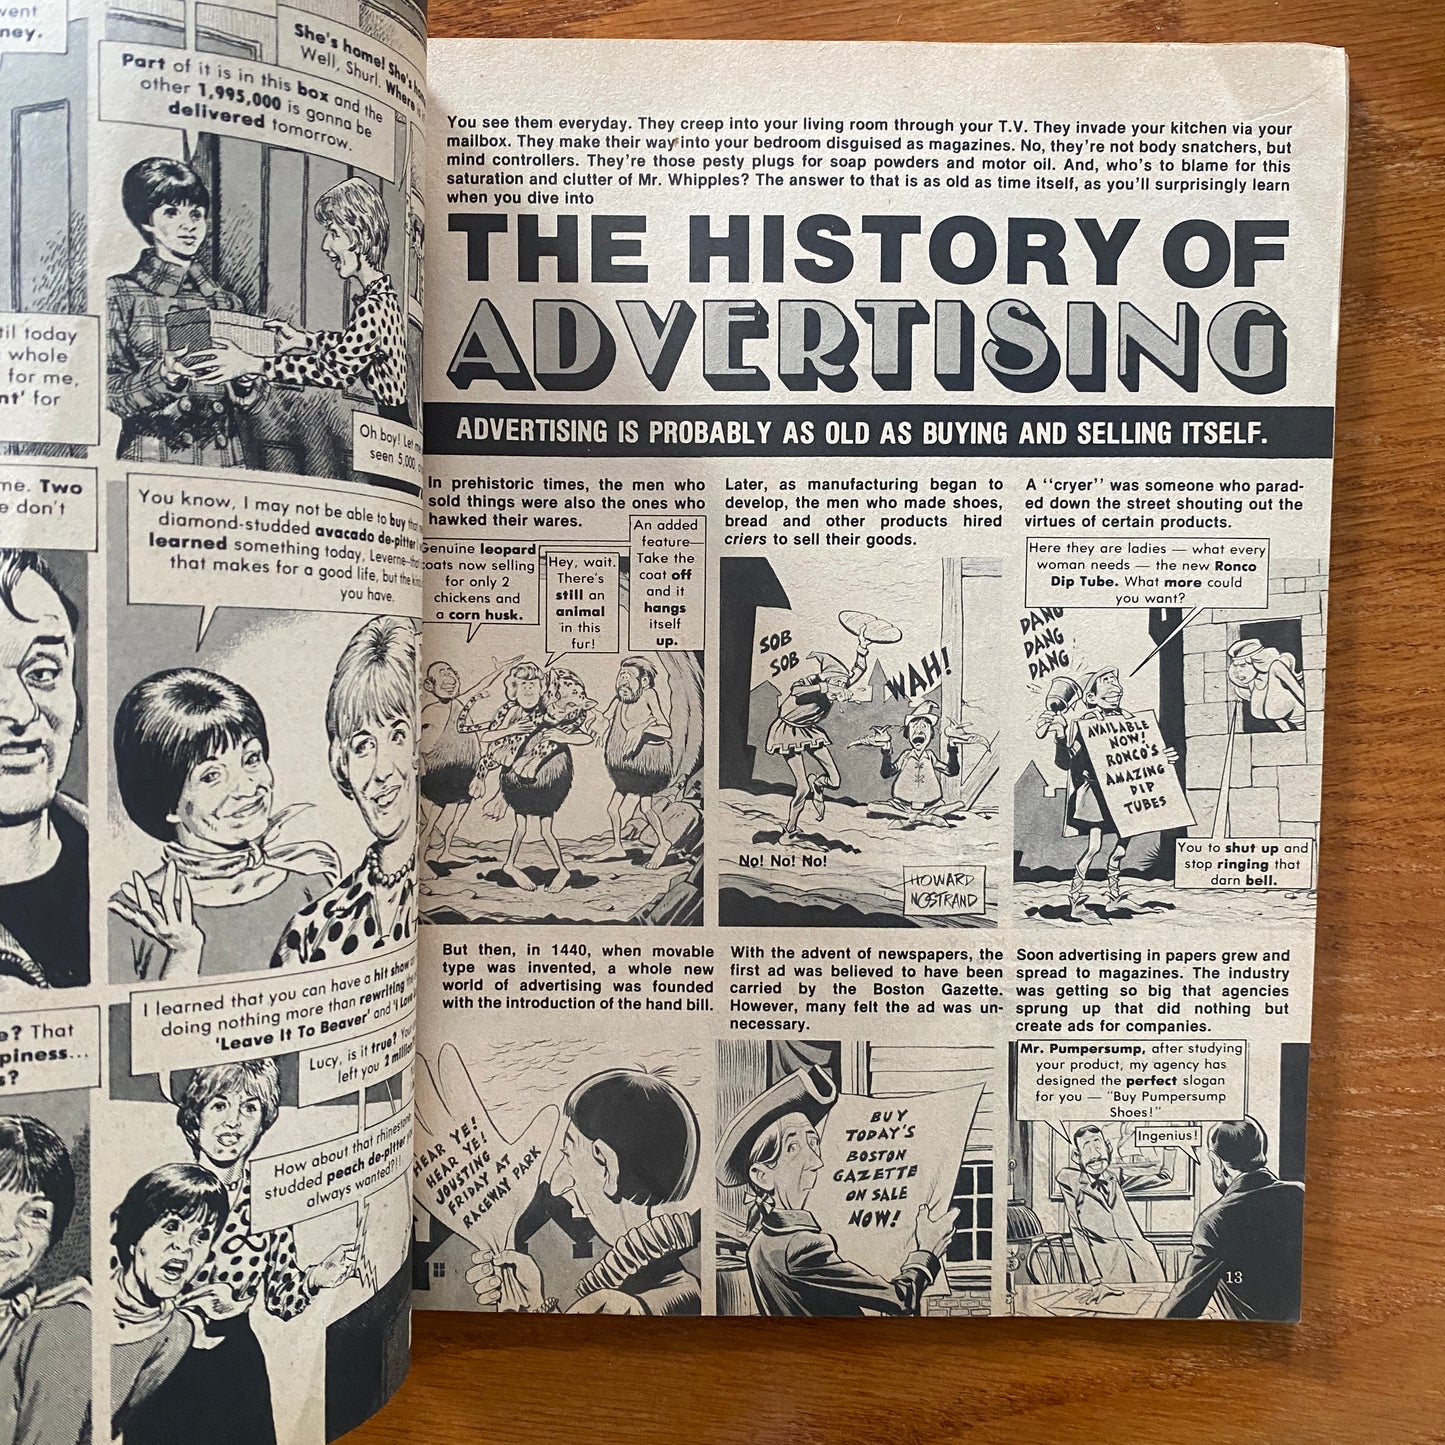 vent
ney.
Part of it is in this box and the
other 1,995,000 is gonna be
delivered tomorrow.
She's home! She's
Well, Shurl. Where
til today
whole
for me,
nt' for
Oh boy! Let
seen 5,000,
me. Two
e don't
You know, I may not be able to buy
diamond-studded avacado de-pitter
learned something today, Leverne—
that makes for a good life, but the
you have.
e? That
ppiness...
s?
I learned that you can have a hit show
doing nothing more than rewriting
'Leave It To Beaver' and 'I Love
Lucy, is it true?
left you 2
How about that rhinestone
studded peach de-pitter
always wanted?!
You see them everyday. They creep into your living room through your T.V. They invade your kitchen via your
mailbox. They make their way into your bedroom disguised as magazines. No, they're not body snatchers, but
mind controllers. They're those pesty plugs for soap powders and motor oil. And, who's to blame for this
saturation and clutter of Mr. Whipples? The answer to that is as old as time itself, as you'll surprisingly learn
when you dive into
THE HISTORY OF
ADVERTISING
ADVERTISING IS PROBABLY AS OLD AS BUYING AND SELLING ITSELF.
In prehistoric times, the men who
sold things were also the ones who
hawked their wares.
Genuine leopard
coats now selling
for only 2
chickens and
a corn husk.
Hey, wait.
There's
still an
animal
in this
fur!
An added
feature—
Take the
coat off
and it
hangs
itself
up.
Later, as manufacturing began to
develop, the men who made shoes,
bread and other products hired
criers to sell their goods.
SOB
SOB
WAH!
No! No! No!
HOWARD
NOSTRAND
A "cryer" was someone who parad-
ed down the street shouting out the
virtues of certain products.
Here they are ladies — what every
woman needs — the new Ronco
Dip Tube. What more could
you want?
DANG
DANG
DANG
AVAILABLE
NOW!
RONCO'S
AMAZING
DIP
TUBES
You to shut up and
stop ringing that
darn bell.
But then, in 1440, when movable
type was invented, a whole new
world of advertising was founded
with the introduction of the hand bill.
HEAR YE!
HEAR YE!
JOUSTING
FRIDAY AT
RACEWAY PARK
With the advent of newspapers, the
first ad was believed to have been
carried by the Boston Gazette.
However, many felt the ad was un-
necessary.
BUY
TODAY'S
BOSTON
GAZETTE
ON SALE
NOW!
Soon advertising in papers grew and
spread to magazines. The industry
was getting so big that agencies
sprung up that did nothing but
create ads for companies.
Mr. Pumpersump, after studying
your product, my agency has
designed the perfect slogan
for you — "Buy Pumpersump
Shoes!"
Ingenius!
13